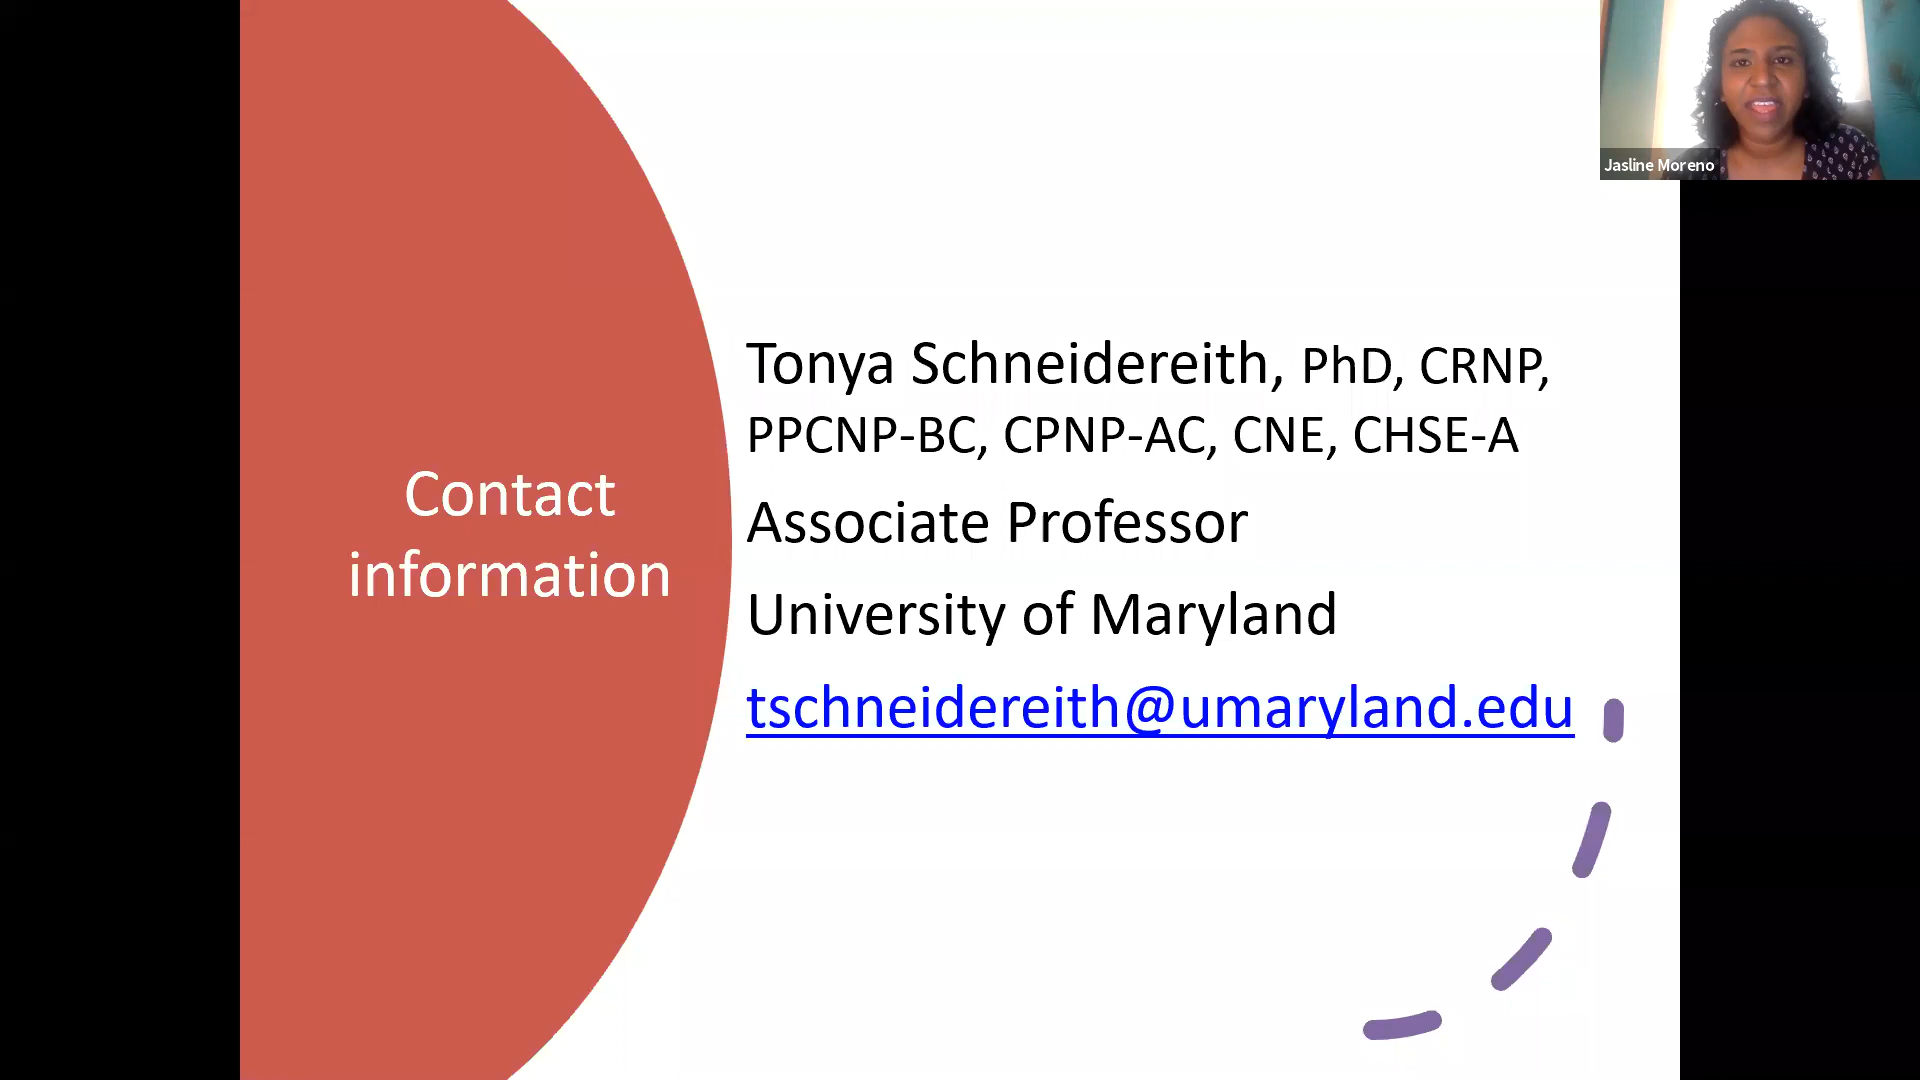 Jasline Moreno
Contact
information
Tonya Schneidereith, PhD, CRNP,
PPCNP-BC, CPNP-AC, CNE, CHSE-A
Associate Professor
University of Maryland
tschneidereith@umaryland.edu